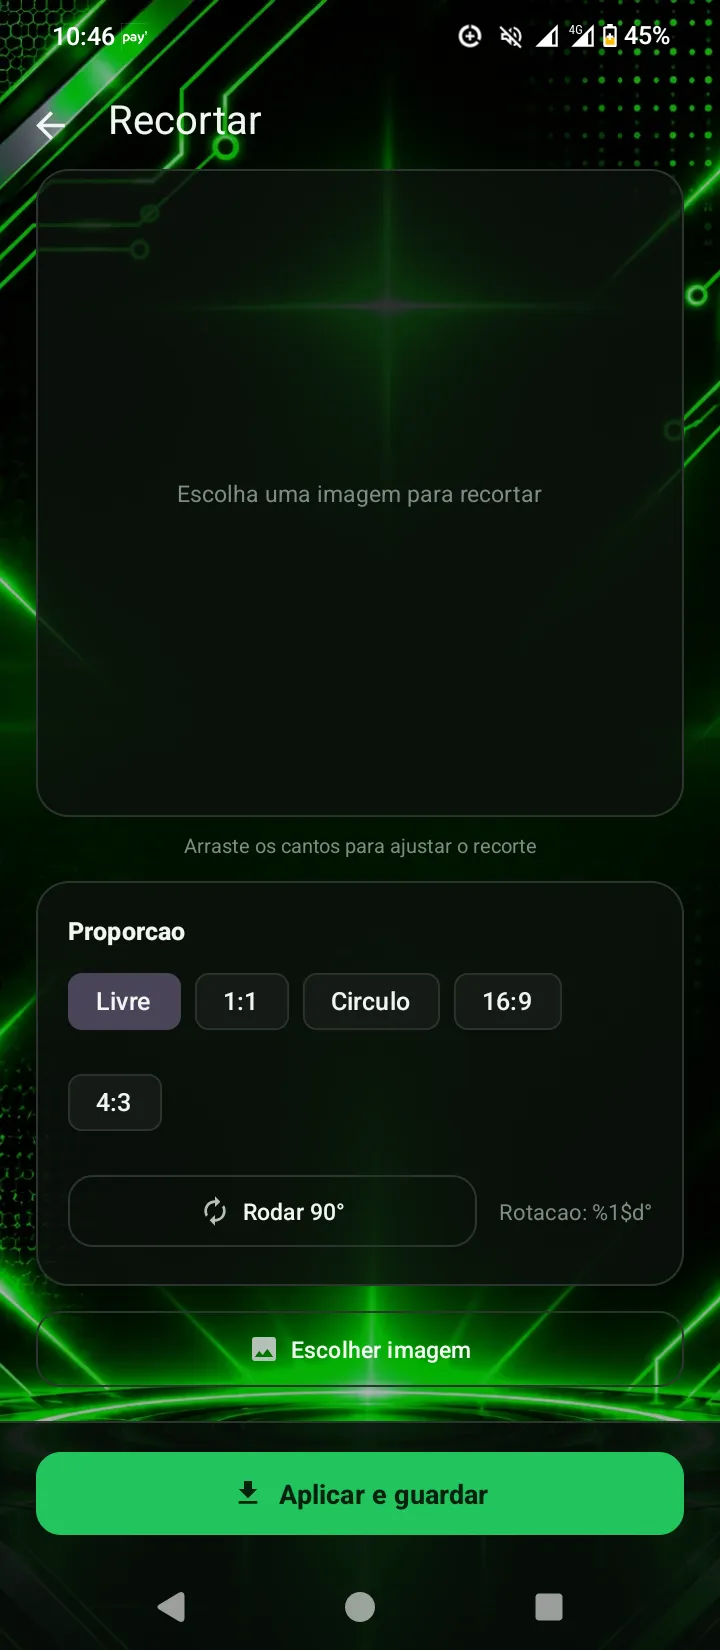 10:46 pay' 4G 45%
Recortar
Escolha uma imagem para recortar
Arraste os cantos para ajustar o recorte
Proporcao
Livre 1:1 Circulo 16:9
4:3
Rodar 90° Rotacao: %1$d°
Escolher imagem
Aplicar e guardar